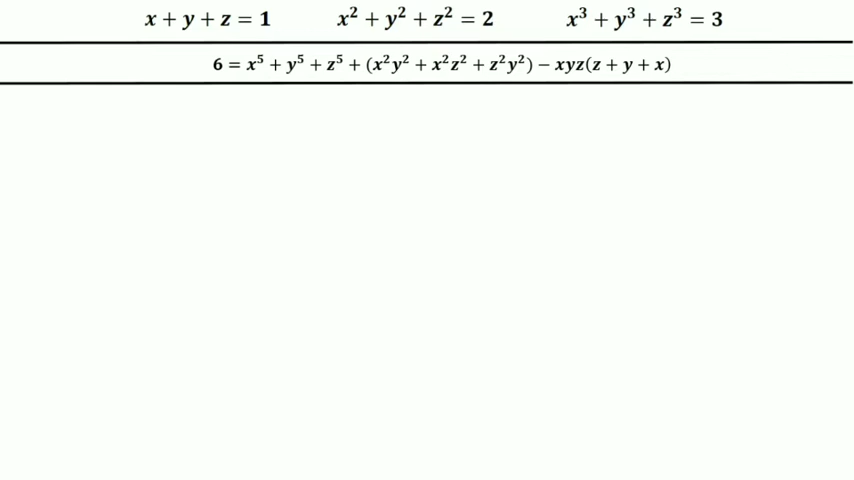 x + y + z = 1 x² + y² + z² = 2 x³ + y³ + z³ = 3
6 = x⁵ + y⁵ + z⁵ + (x²y² + x²z² + z²y²) − xyz(z + y + x)